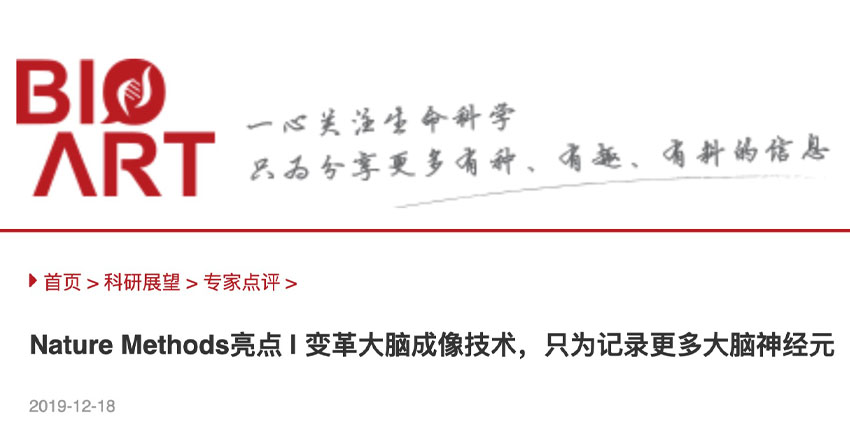 BIO
ART
一心关注生命科学
只为分享更多有种、有趣、有料的信息
首页 > 科研展望 > 专家点评 >
Nature Methods亮点 | 变革大脑成像技术，只为记录更多大脑神经元
2019-12-18